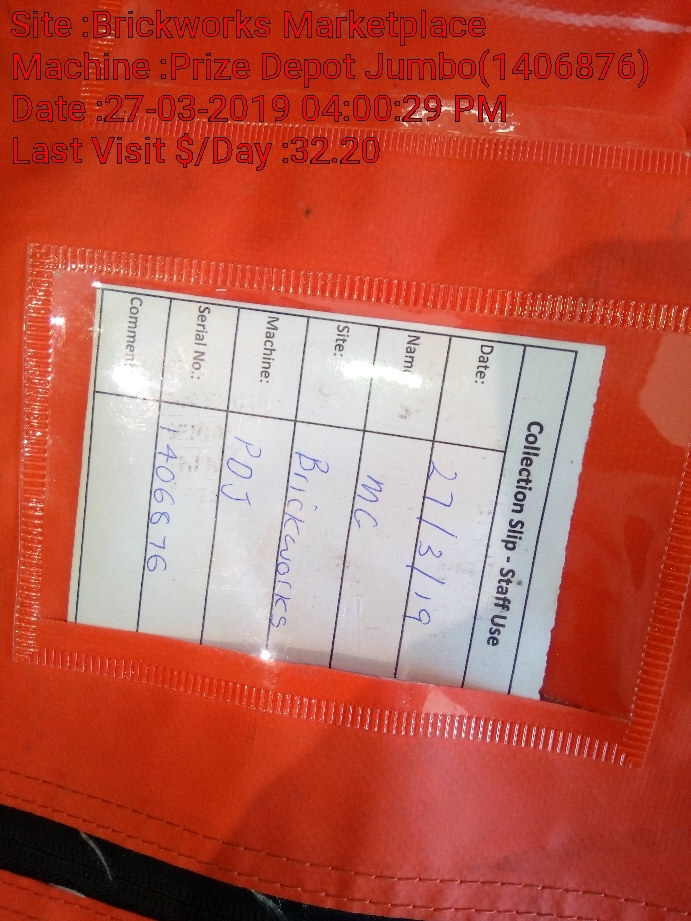 Site :Brickworks Marketplace
Machine :Prize Depot Jumbo(1406876)
Date :27-03-2019 04:00:29 PM
Last Visit $/Day :32.20
Collection Slip - Staff Use
Date: 27/3/19
Name MC
Site: Brickworks
Machine: PDJ
Serial No.: 1406876
Comment